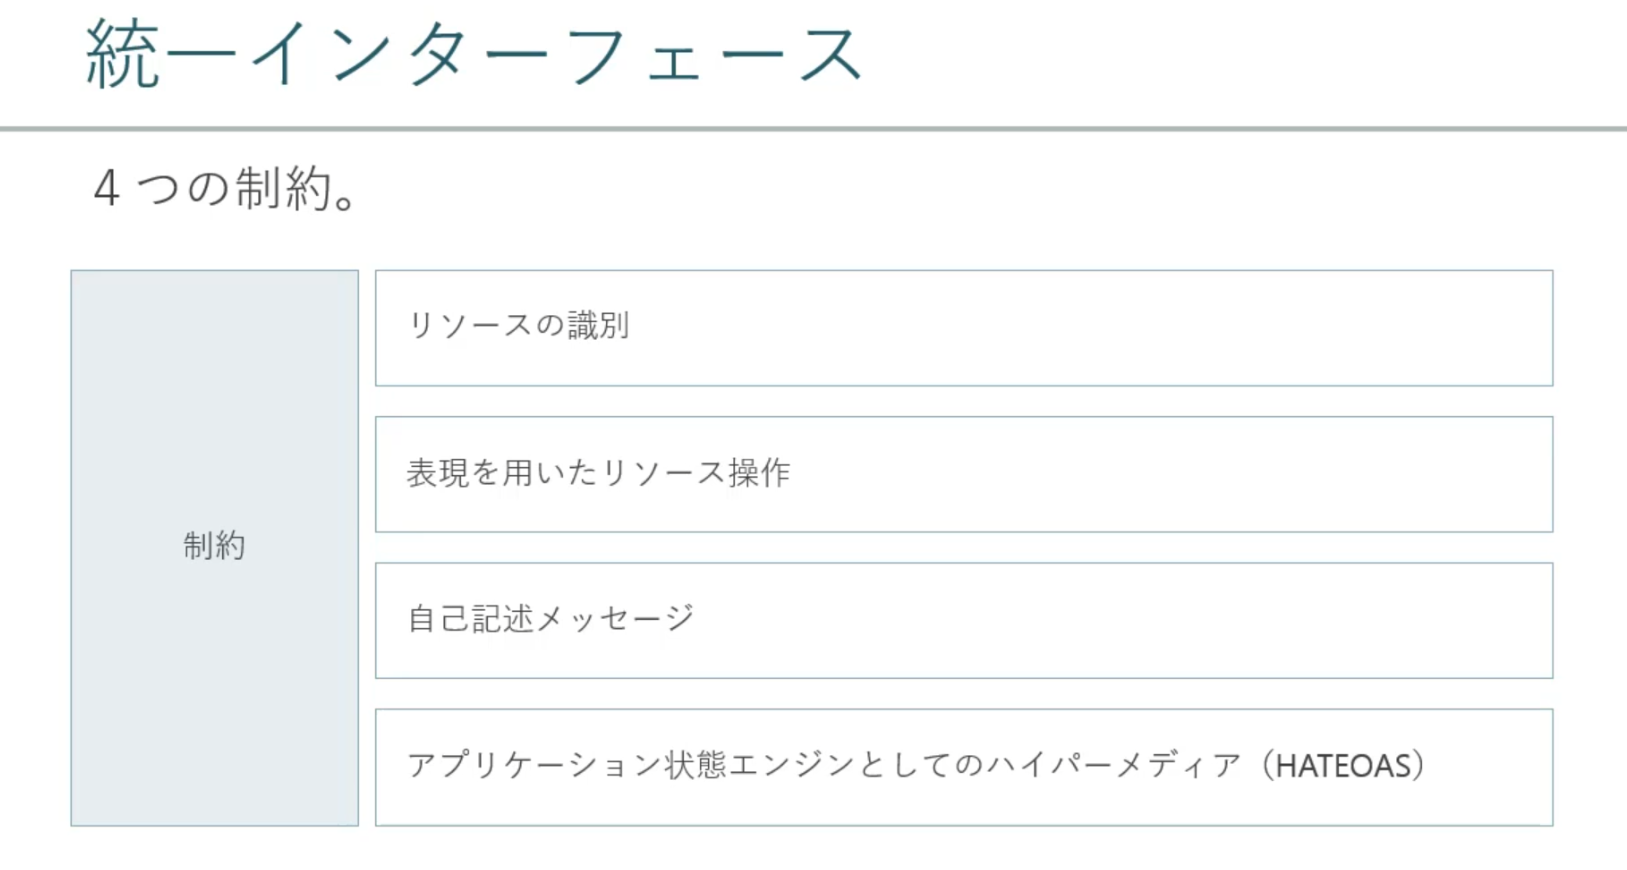 統一インターフェース
4 つの制約。
制約
リソースの識別
表現を用いたリソース操作
自己記述メッセージ
アプリケーション状態エンジンとしてのハイパーメディア（HATEOAS）